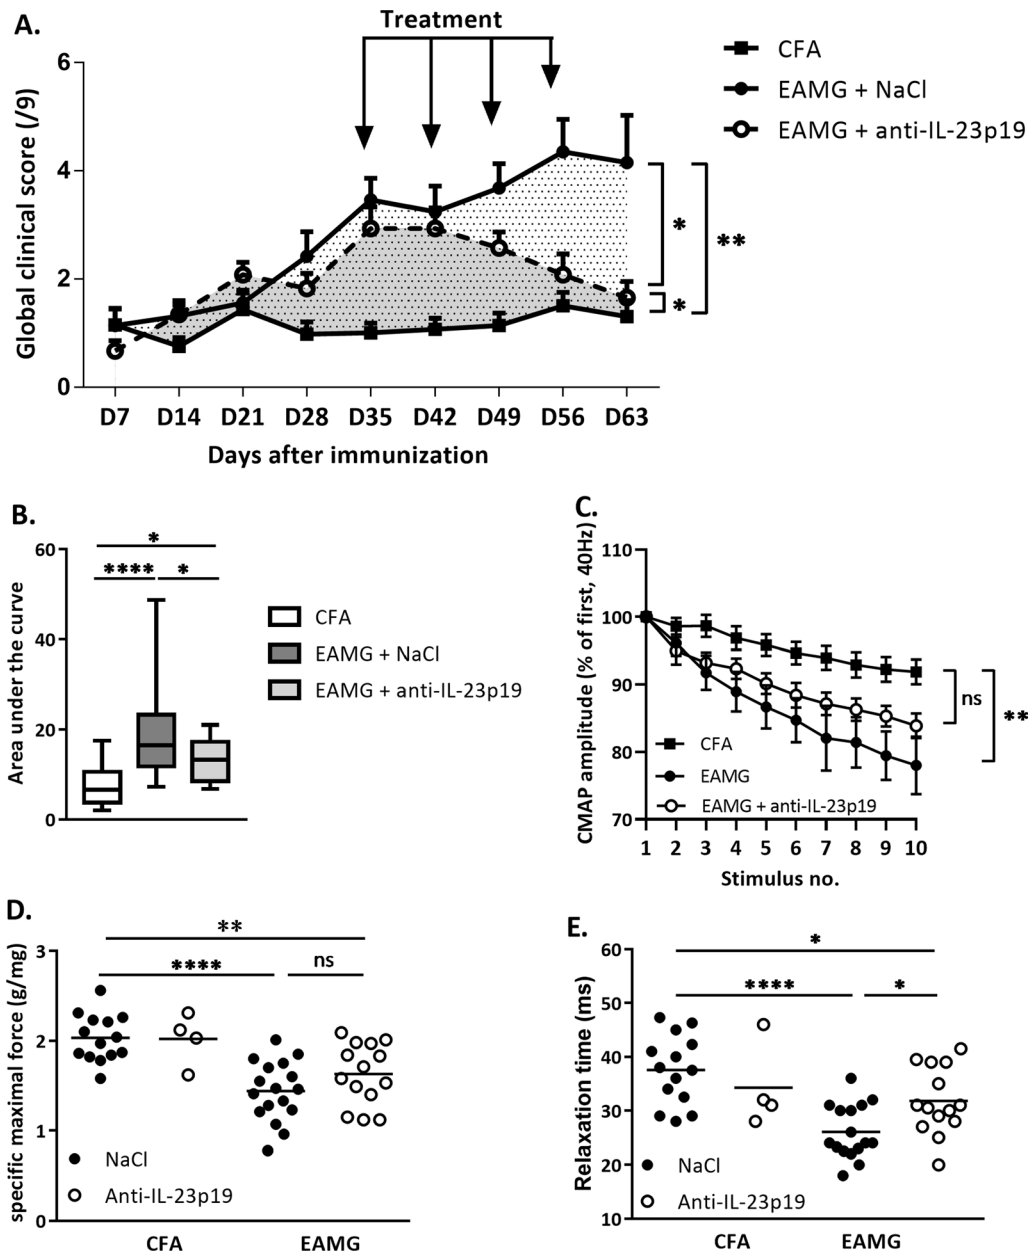 A.
Treatment
CFA
EAMG + NaCl
EAMG + anti-IL-23p19
Global clinical score (/9)
6
4
2
0
*
**
*
D7 D14 D21 D28 D35 D42 D49 D56 D63
Days after immunization
B.
Area under the curve
60
40
20
0
*
**** *
CFA
EAMG + NaCl
EAMG + anti-IL-23p19
C.
CMAP amplitude (% of first, 40Hz)
110
100
90
80
70
ns
**
CFA
EAMG
EAMG + anti-IL-23p19
1 2 3 4 5 6 7 8 9 10
Stimulus no.
D.
specific maximal force (g/mg)
3
2
1
0
**
**** ns
NaCl
Anti-IL-23p19
CFA EAMG
E.
Relaxation time (ms)
60
50
40
30
20
10
*
**** *
NaCl
Anti-IL-23p19
CFA EAMG